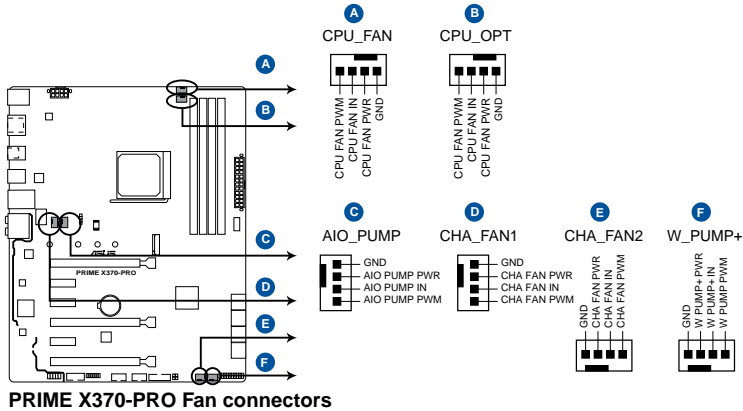 A
CPU_FAN
CPU FAN PWM
CPU FAN IN
CPU FAN PWR
GND
B
CPU_OPT
CPU FAN PWM
CPU FAN IN
CPU FAN PWR
GND
A
B
C
D
E
F
ASUS
PRIME X370-PRO
C
AIO_PUMP
GND
AIO PUMP PWR
AIO PUMP IN
AIO PUMP PWM
D
CHA_FAN1
GND
CHA FAN PWR
CHA FAN IN
CHA FAN PWM
E
CHA_FAN2
GND
CHA FAN PWR
CHA FAN IN
CHA FAN PWM
F
W_PUMP+
GND
W PUMP+ PWR
W PUMP+ IN
W PUMP PWM
PRIME X370-PRO Fan connectors